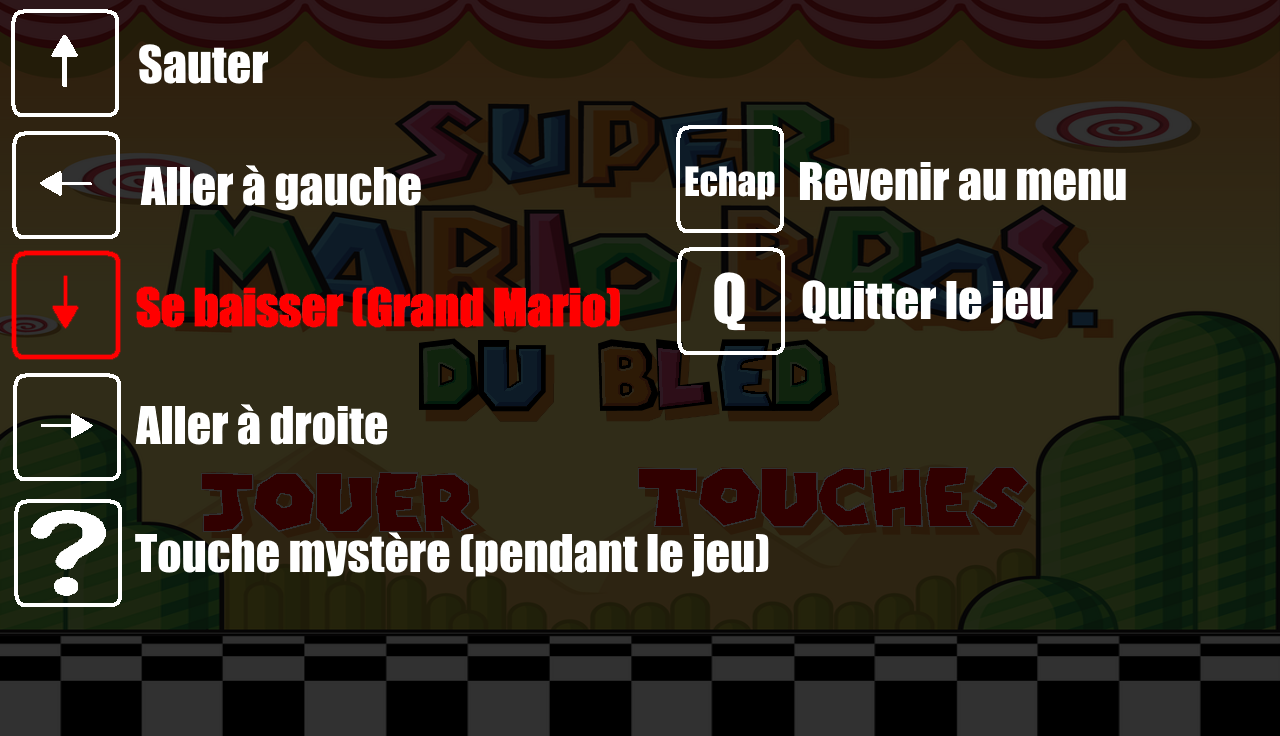 Sauter
Aller à gauche
Se baisser (Grand Mario)
Aller à droite
Touche mystère (pendant le jeu)
?
Echap Revenir au menu
Q Quitter le jeu
SUPER
MARIO BROS.
DU BLED
JOUER TOUCHES